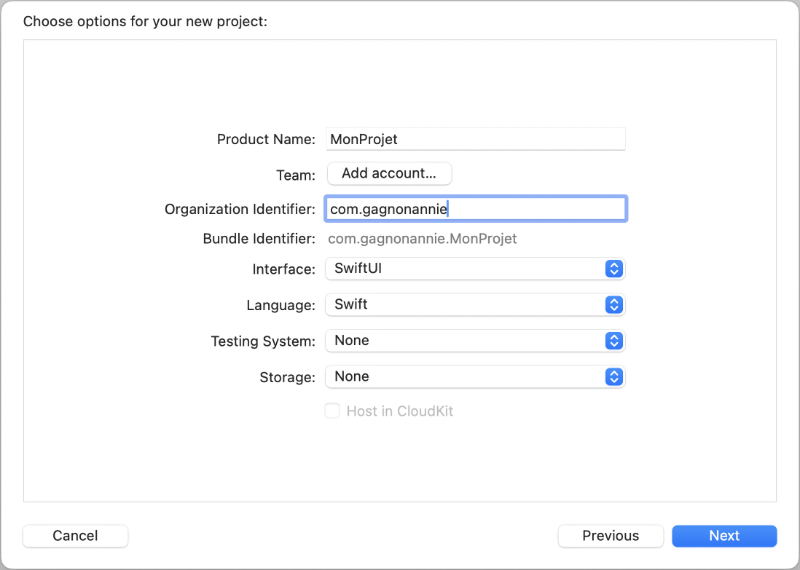 Choose options for your new project:
Product Name: MonProjet
Team: Add account...
Organization Identifier: com.gagnonannie
Bundle Identifier: com.gagnonannie.MonProjet
Interface: SwiftUI
Language: Swift
Testing System: None
Storage: None
Host in CloudKit
Cancel Previous Next